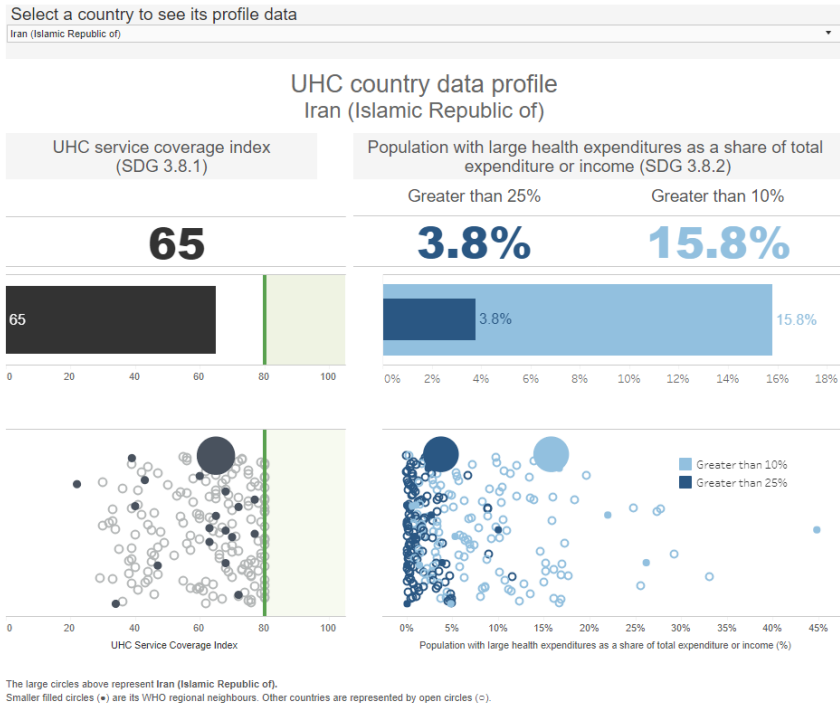 Select a country to see its profile data
Iran (Islamic Republic of)
UHC country data profile
Iran (Islamic Republic of)
UHC service coverage index
(SDG 3.8.1)
Population with large health expenditures as a share of total
expenditure or income (SDG 3.8.2)
Greater than 25%
Greater than 10%
65
3.8%
15.8%
65
3.8%
15.8%
0 20 40 60 80 100
0% 2% 4% 6% 8% 10% 12% 14% 16% 18%
Greater than 10%
Greater than 25%
0 20 40 60 80 100
UHC Service Coverage Index
0% 5% 10% 15% 20% 25% 30% 35% 40% 45%
Population with large health expenditures as a share of total expenditure or income (%)
The large circles above represent Iran (Islamic Republic of).
Smaller filled circles (●) are its WHO regional neighbours. Other countries are represented by open circles (○).